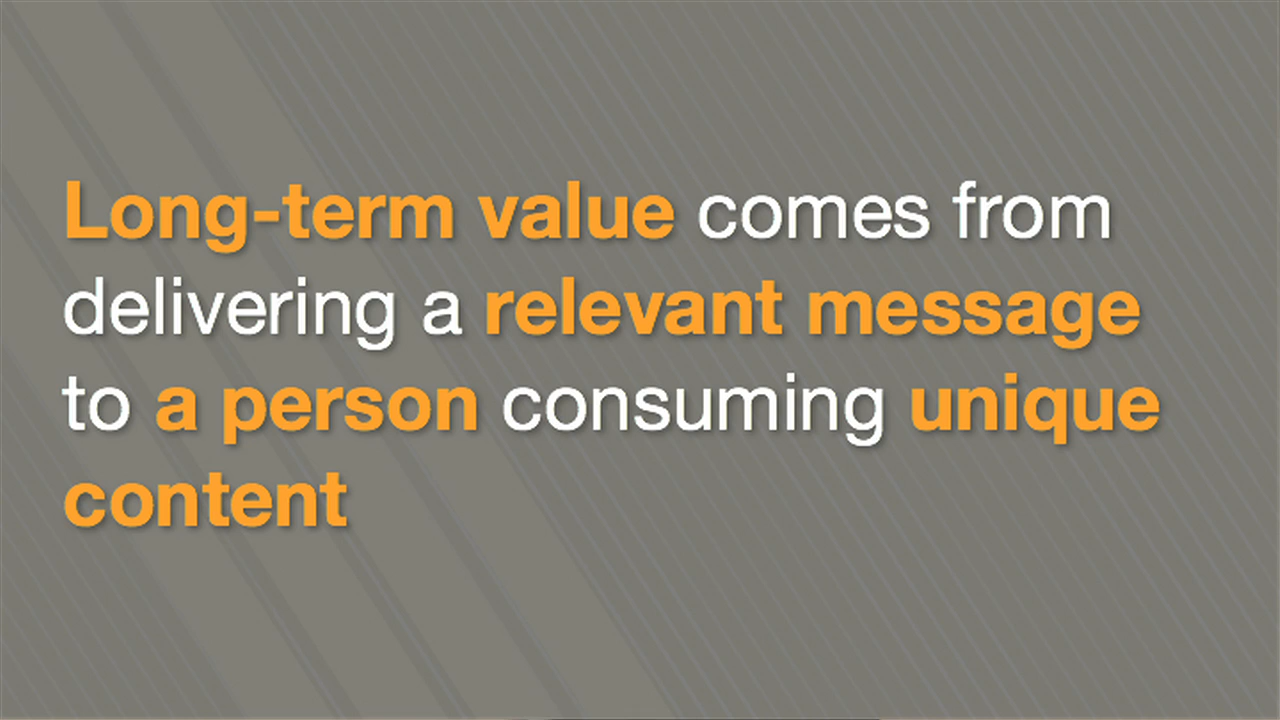 Long-term value comes from
delivering a relevant message
to a person consuming unique
content